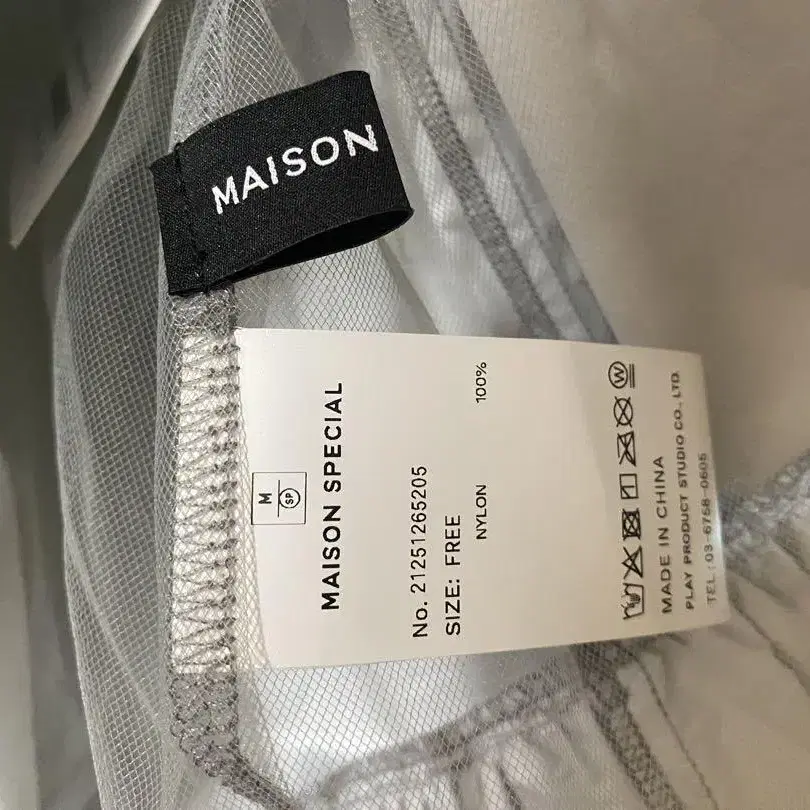 MAISON
M
SP
MAISON SPECIAL
No. 21251265205
SIZE: FREE
NYLON 100%
W
MADE IN CHINA
PLAY PRODUCT STUDIO CO., LTD.
TEL : 03-6758-0605